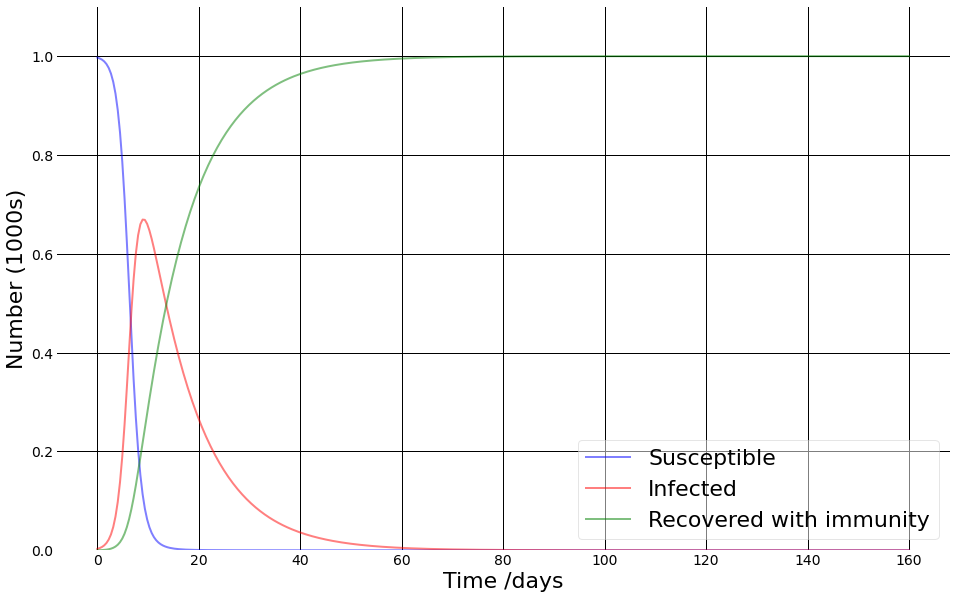 Number (1000s)
1.0
0.8
0.6
0.4
0.2
0.0
0 20 40 60 80 100 120 140 160
Time /days
Susceptible
Infected
Recovered with immunity